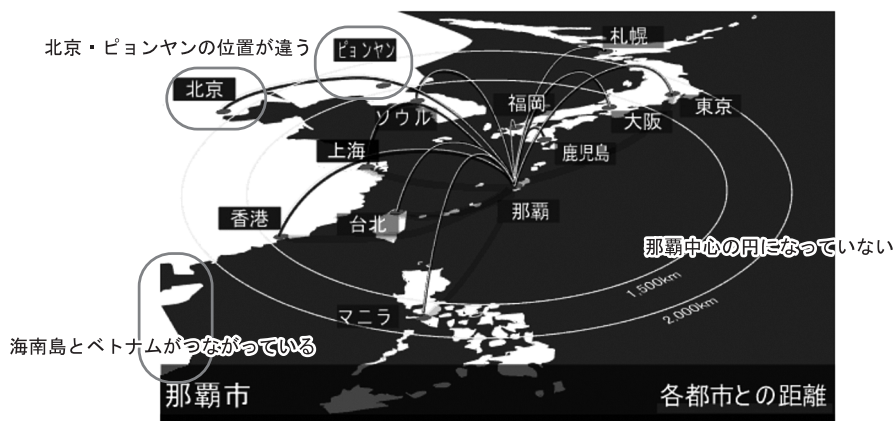 北京・ピョンヤンの位置が違う
ピョンヤン
札幌
北京
ソウル
福岡
東京
大阪
上海
鹿児島
那覇
香港
台北
那覇中心の円になっていない
1,500km
2,000km
マニラ
海南島とベトナムがつながっている
那覇市
各都市との距離